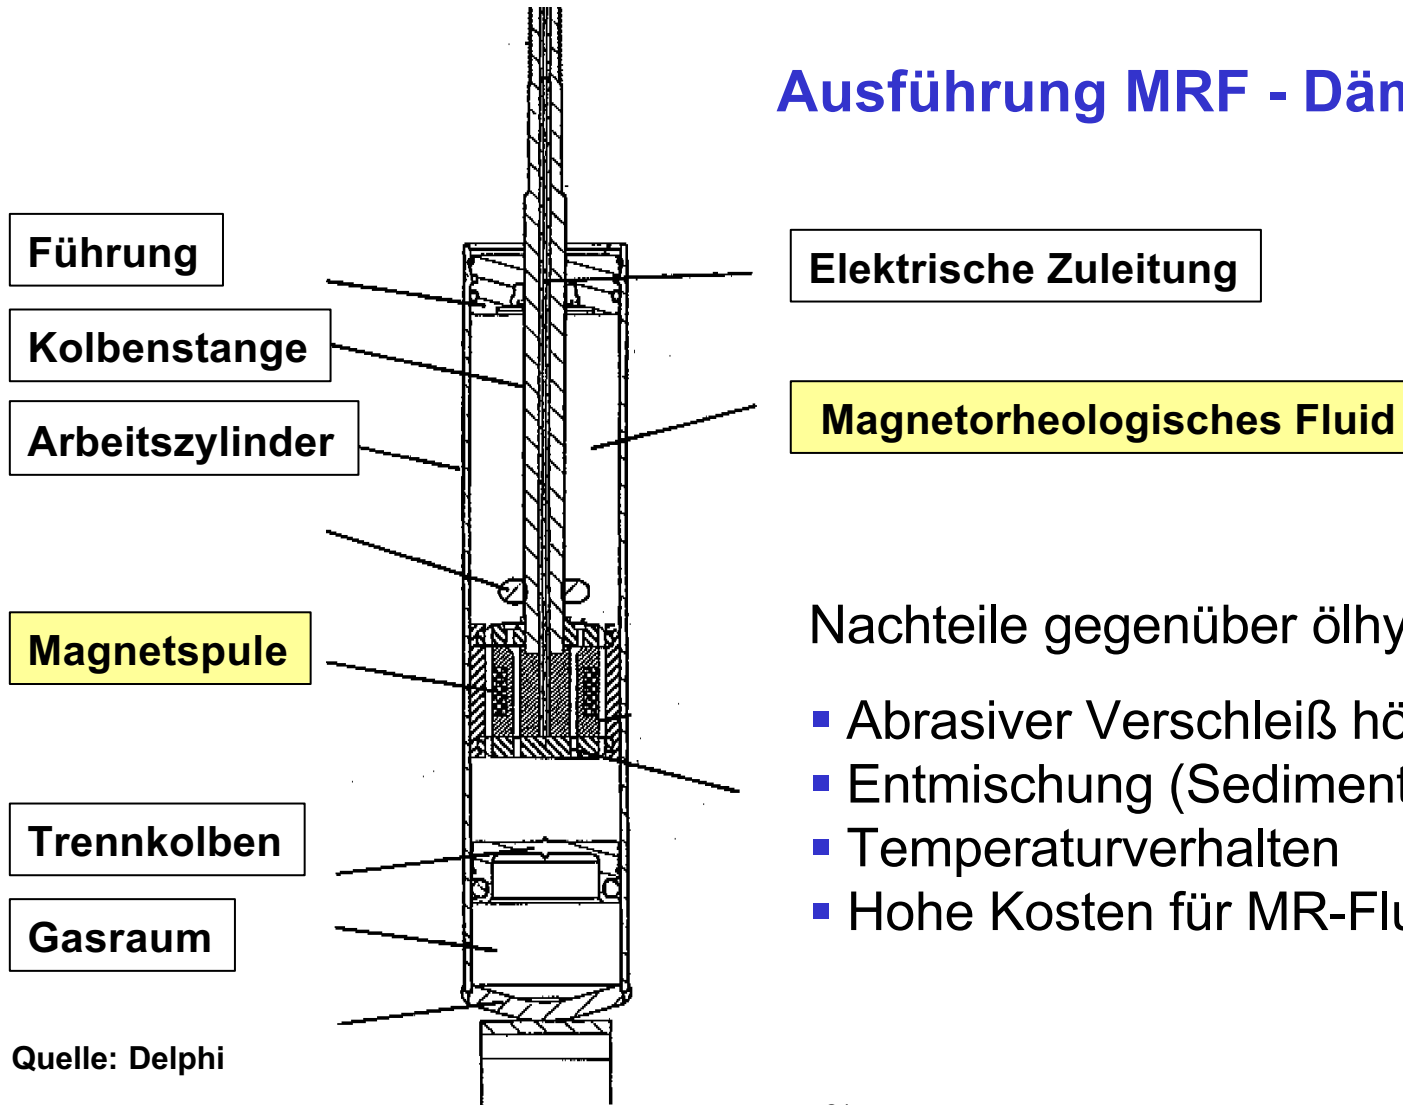 Ausführung MRF - Däm
Führung
Elektrische Zuleitung
Kolbenstange
Magnetorheologisches Fluid
Arbeitszylinder
Magnetspule
Nachteile gegenüber ölhy
Abrasiver Verschleiß hö
Entmischung (Sediment
Temperaturverhalten
Hohe Kosten für MR-Flu
Trennkolben
Gasraum
Quelle: Delphi